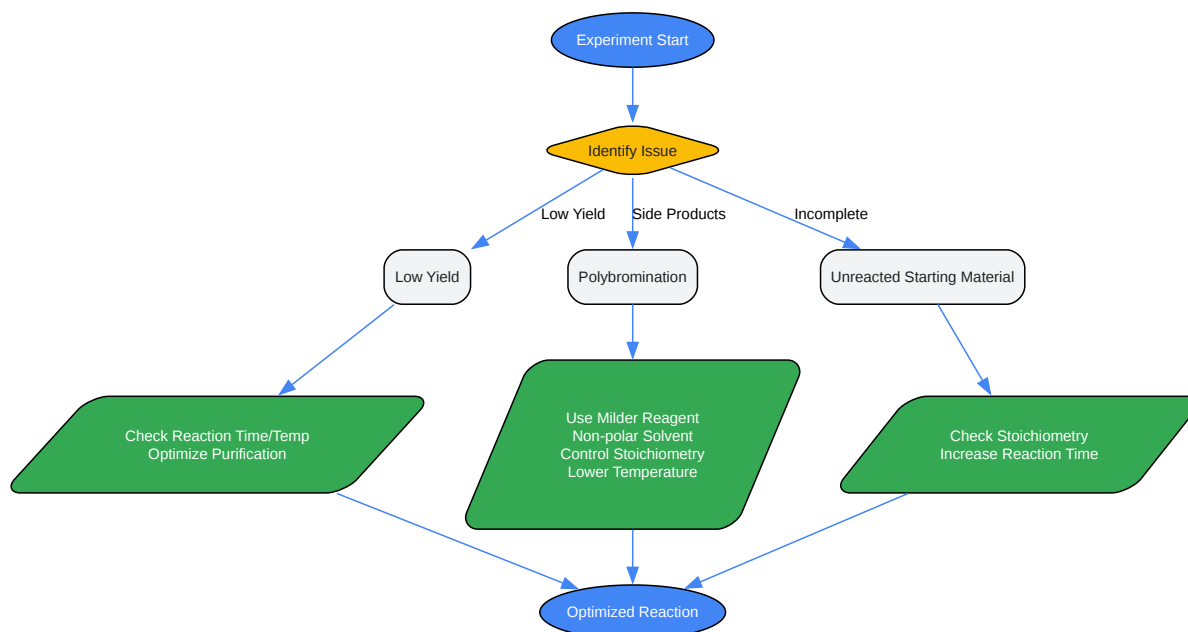 Experiment Start
Identify Issue
Low Yield
Side Products
Incomplete
Low Yield
Polybromination
Unreacted Starting Material
Check Reaction Time/Temp
Optimize Purification
Use Milder Reagent
Non-polar Solvent
Control Stoichiometry
Lower Temperature
Check Stoichiometry
Increase Reaction Time
Optimized Reaction